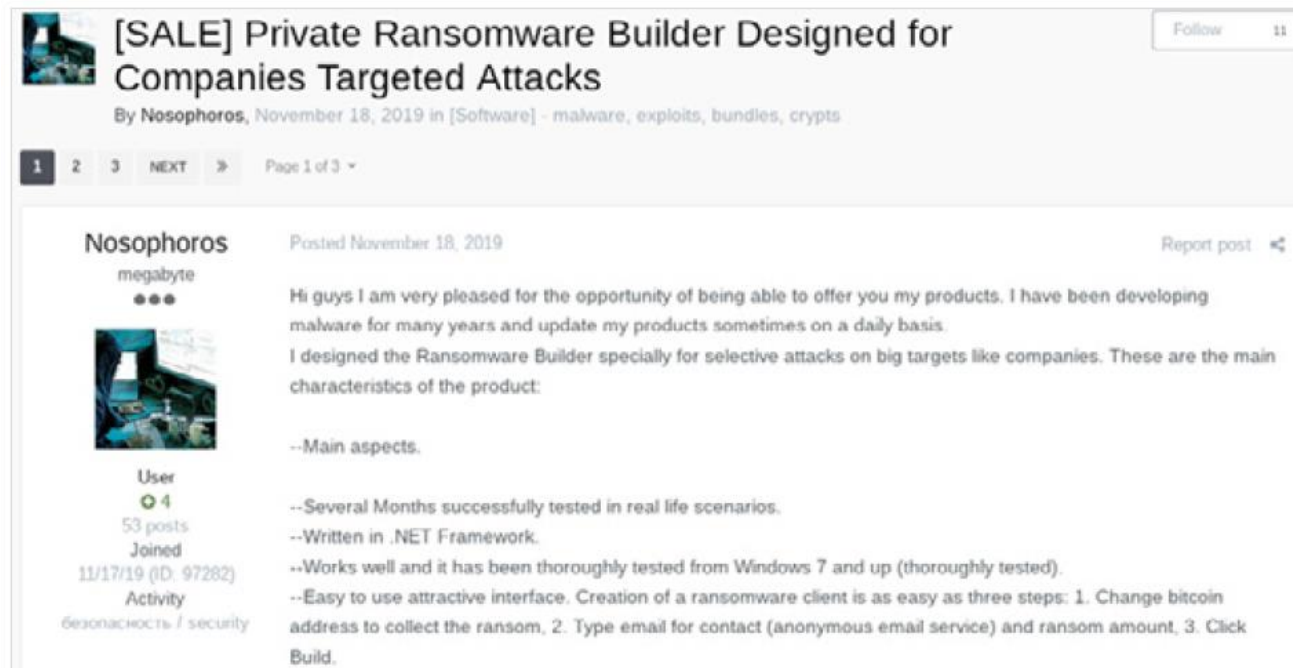 [SALE] Private Ransomware Builder Designed for
Companies Targeted Attacks
Follow 11
By Nosophoros, November 18, 2019 in [Software] - malware, exploits, bundles, crypts
1 2 3 NEXT » Page 1 of 3
Nosophoros
megabyte
User
4
53 posts
Joined
11/17/19 (ID: 97282)
Activity
безопасность / security
Posted November 18, 2019
Report post
Hi guys I am very pleased for the opportunity of being able to offer you my products. I have been developing
malware for many years and update my products sometimes on a daily basis.
I designed the Ransomware Builder specially for selective attacks on big targets like companies. These are the main
characteristics of the product:
--Main aspects.
--Several Months successfully tested in real life scenarios.
--Written in .NET Framework.
--Works well and it has been thoroughly tested from Windows 7 and up (thoroughly tested).
--Easy to use attractive interface. Creation of a ransomware client is as easy as three steps: 1. Change bitcoin
address to collect the ransom, 2. Type email for contact (anonymous email service) and ransom amount, 3. Click
Build.